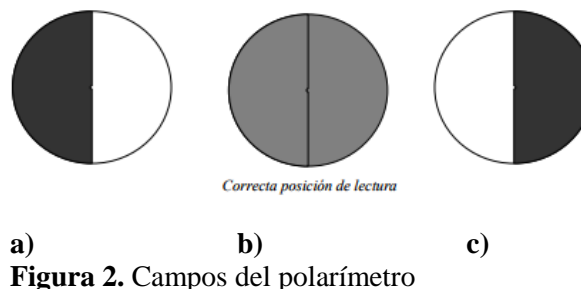 Correcta posición de lectura
a) b) c)
Figura 2. Campos del polarímetro